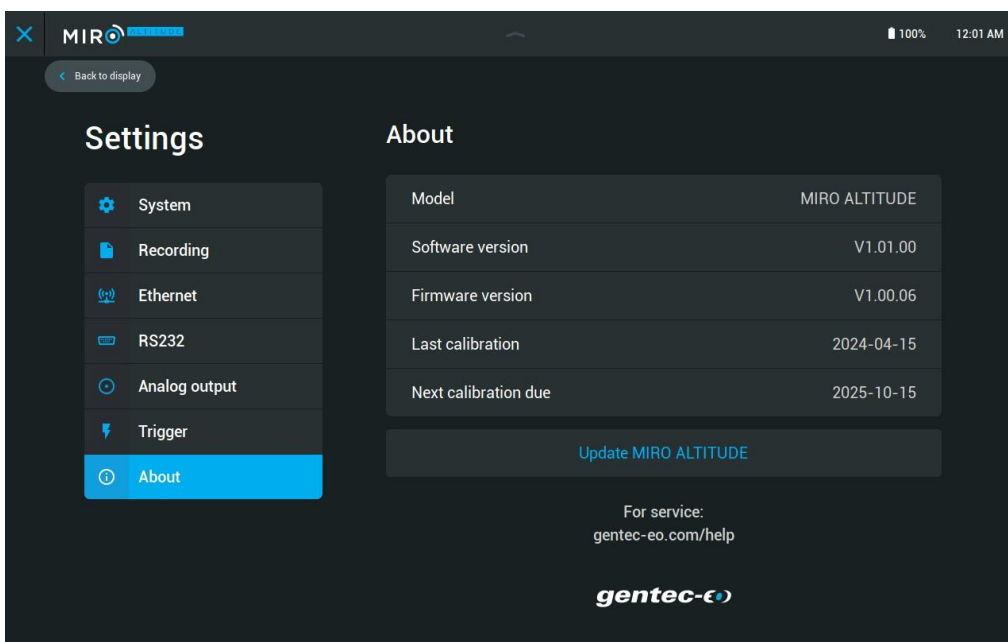 MIRO ALTITUDE
100% 12:01 AM
Back to display
Settings
System
Recording
Ethernet
RS232
Analog output
Trigger
About
About
Model MIRO ALTITUDE
Software version V1.01.00
Firmware version V1.00.06
Last calibration 2024-04-15
Next calibration due 2025-10-15
Update MIRO ALTITUDE
For service:
gentec-eo.com/help
gentec-eo